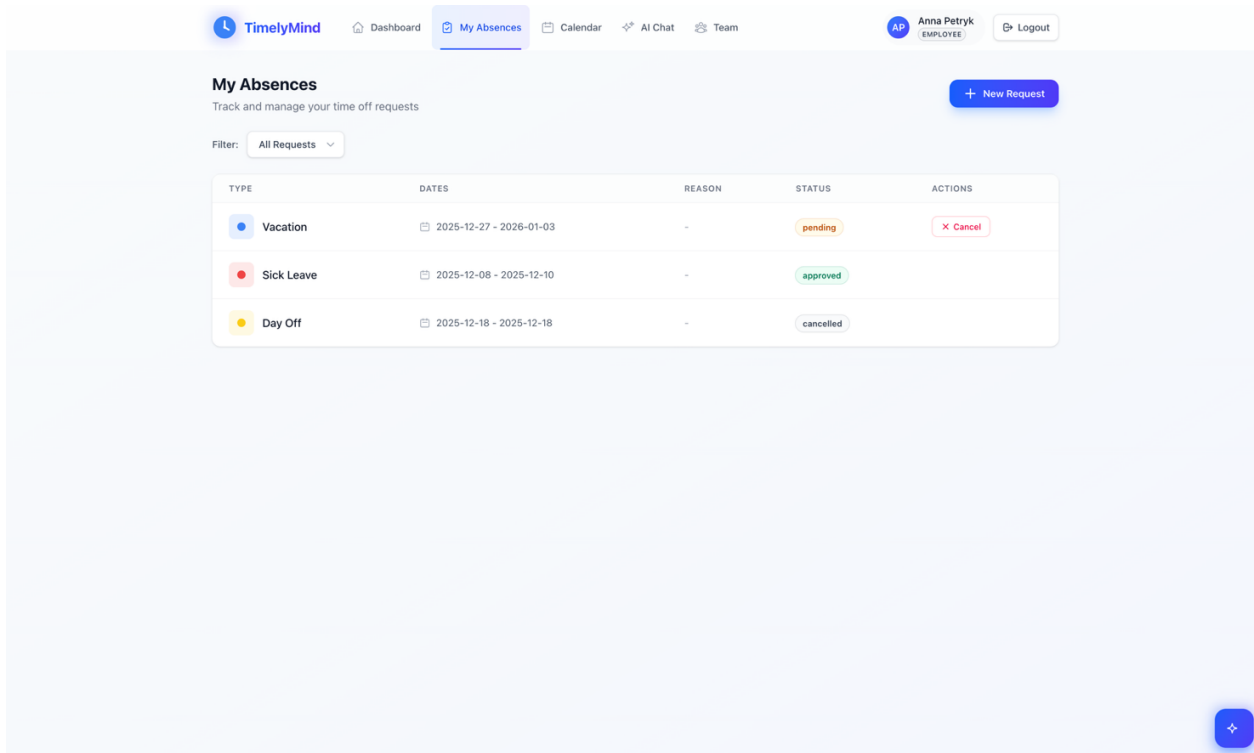 TimelyMind
Dashboard
My Absences
Calendar
AI Chat
Team
AP
Anna Petryk
EMPLOYEE
Logout
My Absences
Track and manage your time off requests
New Request
Filter:
All Requests
TYPE DATES REASON STATUS ACTIONS
Vacation 2025-12-27 - 2026-01-03 - pending Cancel
Sick Leave 2025-12-08 - 2025-12-10 - approved
Day Off 2025-12-18 - 2025-12-18 - cancelled